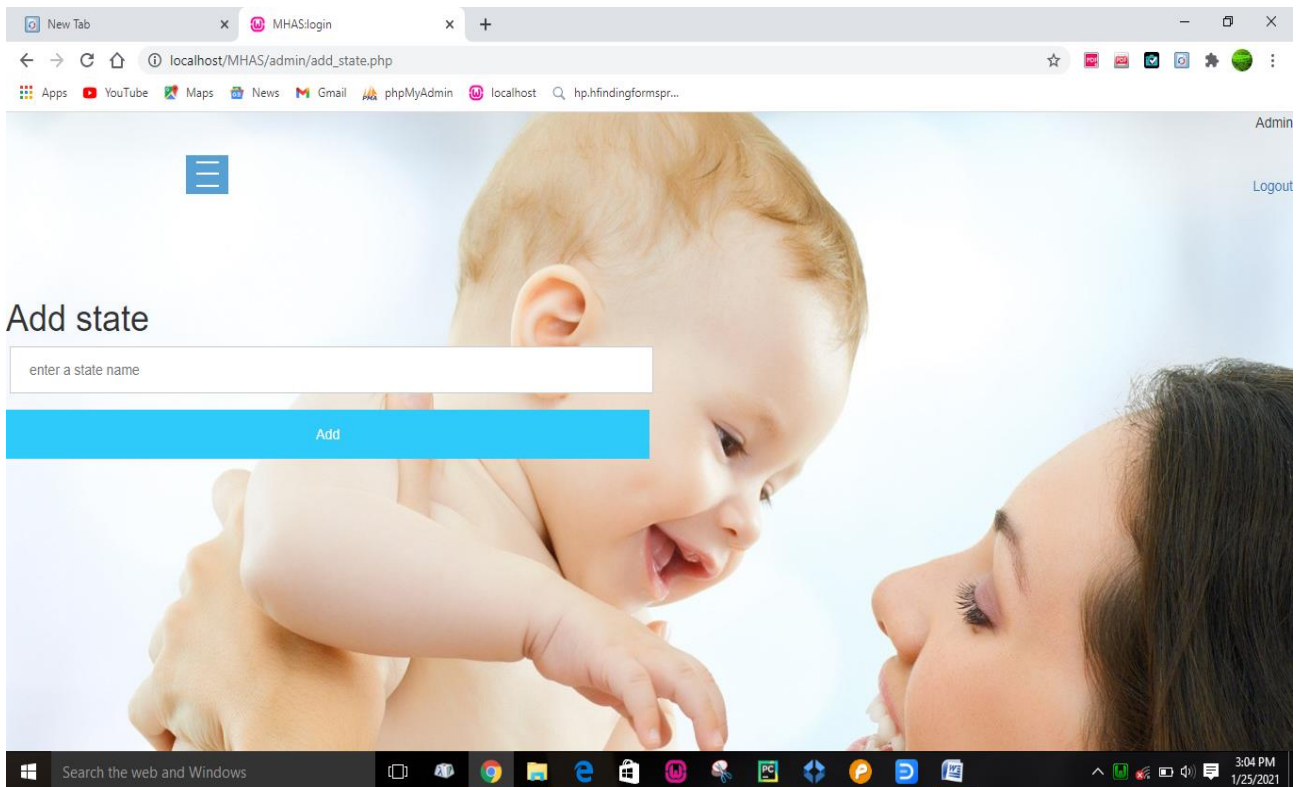 New Tab
MHAS:login
localhost/MHAS/admin/add_state.php
Apps YouTube Maps News Gmail phpMyAdmin localhost hp.hfindingformspr...
Admin
Logout
Add state
enter a state name
Add
Search the web and Windows
3:04 PM
1/25/2021